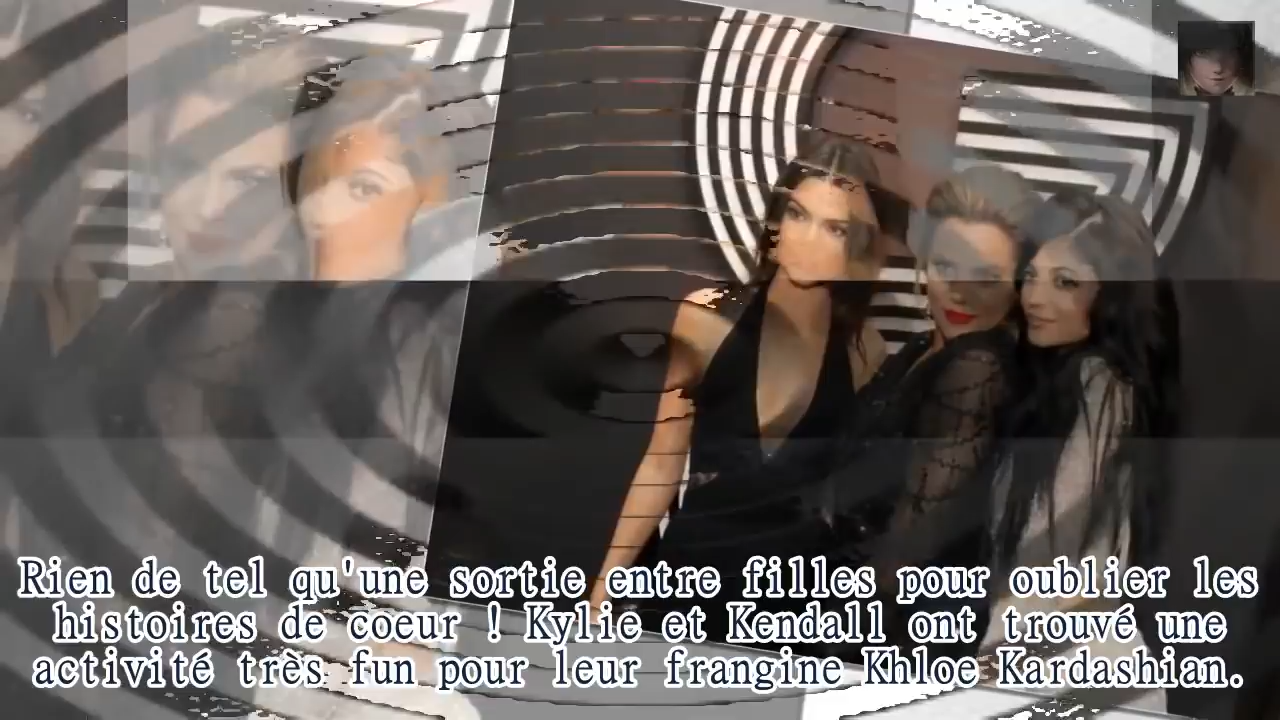 Rien de tel qu'une sortie entre filles pour oublier les
histoires de coeur ! Kylie et Kendall ont trouvé une
activité très fun pour leur frangine Khloe Kardashian.